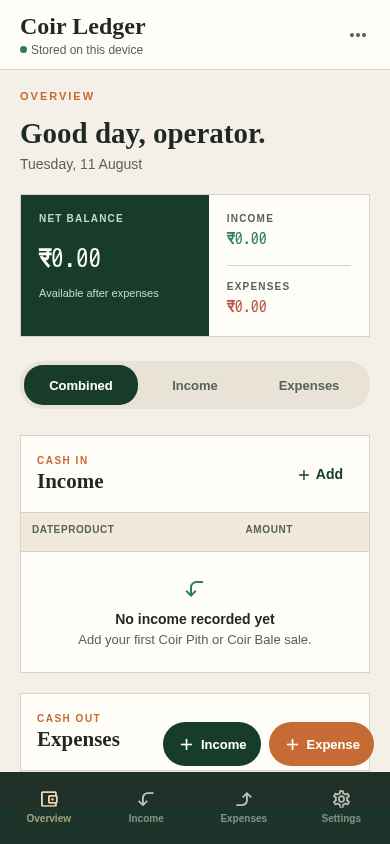 Coir Ledger
Stored on this device
OVERVIEW
Good day, operator.
Tuesday, 11 August
NET BALANCE
₹0.00
Available after expenses
INCOME
₹0.00
EXPENSES
₹0.00
Combined
Income
Expenses
CASH IN
Income
Add
DATE PRODUCT AMOUNT
No income recorded yet
Add your first Coir Pith or Coir Bale sale.
CASH OUT
Expenses
Income
Expense
Overview
Income
Expenses
Settings